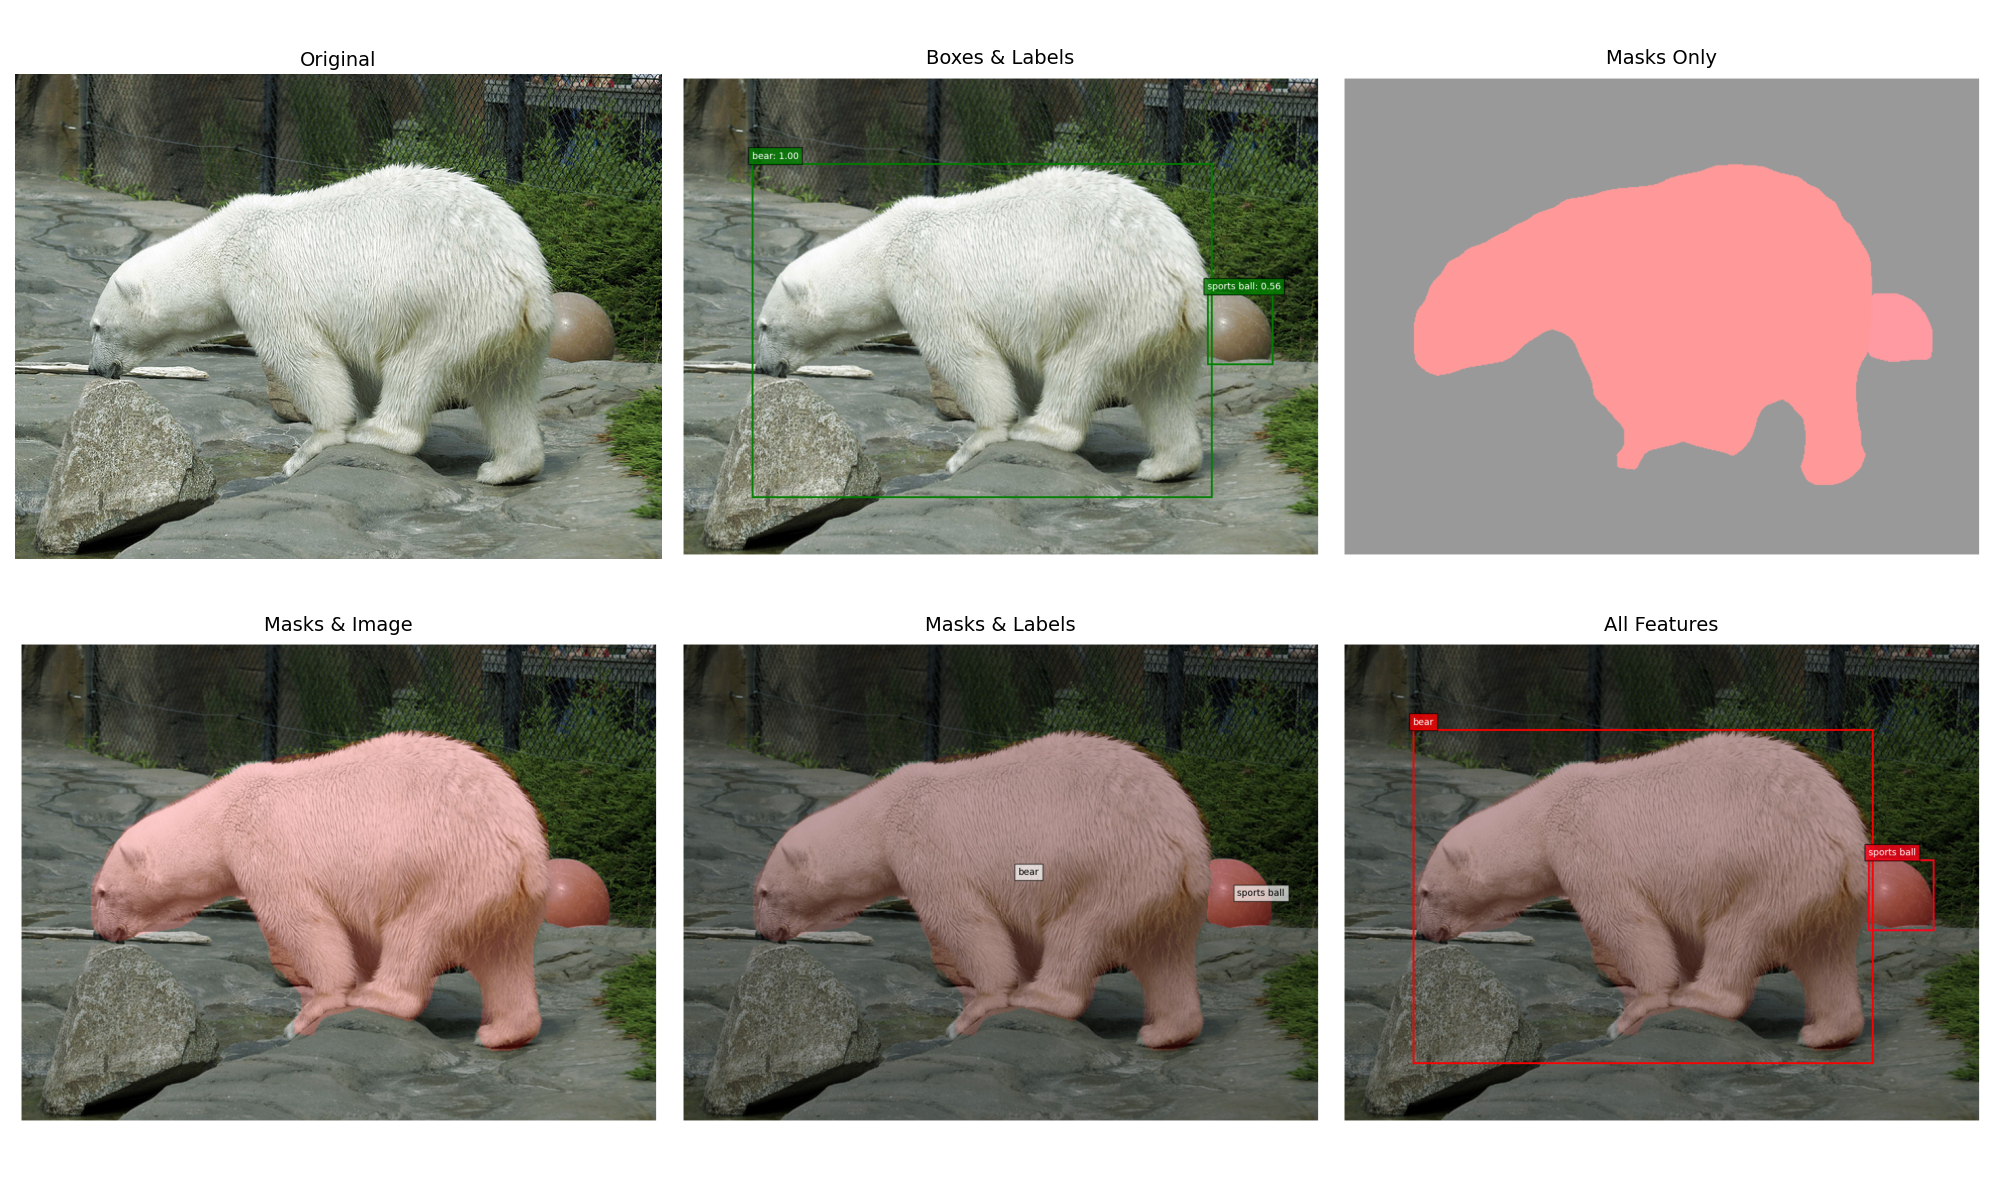 Original
Boxes & Labels
Masks Only
bear: 1.00
sports ball: 0.56
Masks & Image
Masks & Labels
All Features
bear
sports ball
bear
sports ball